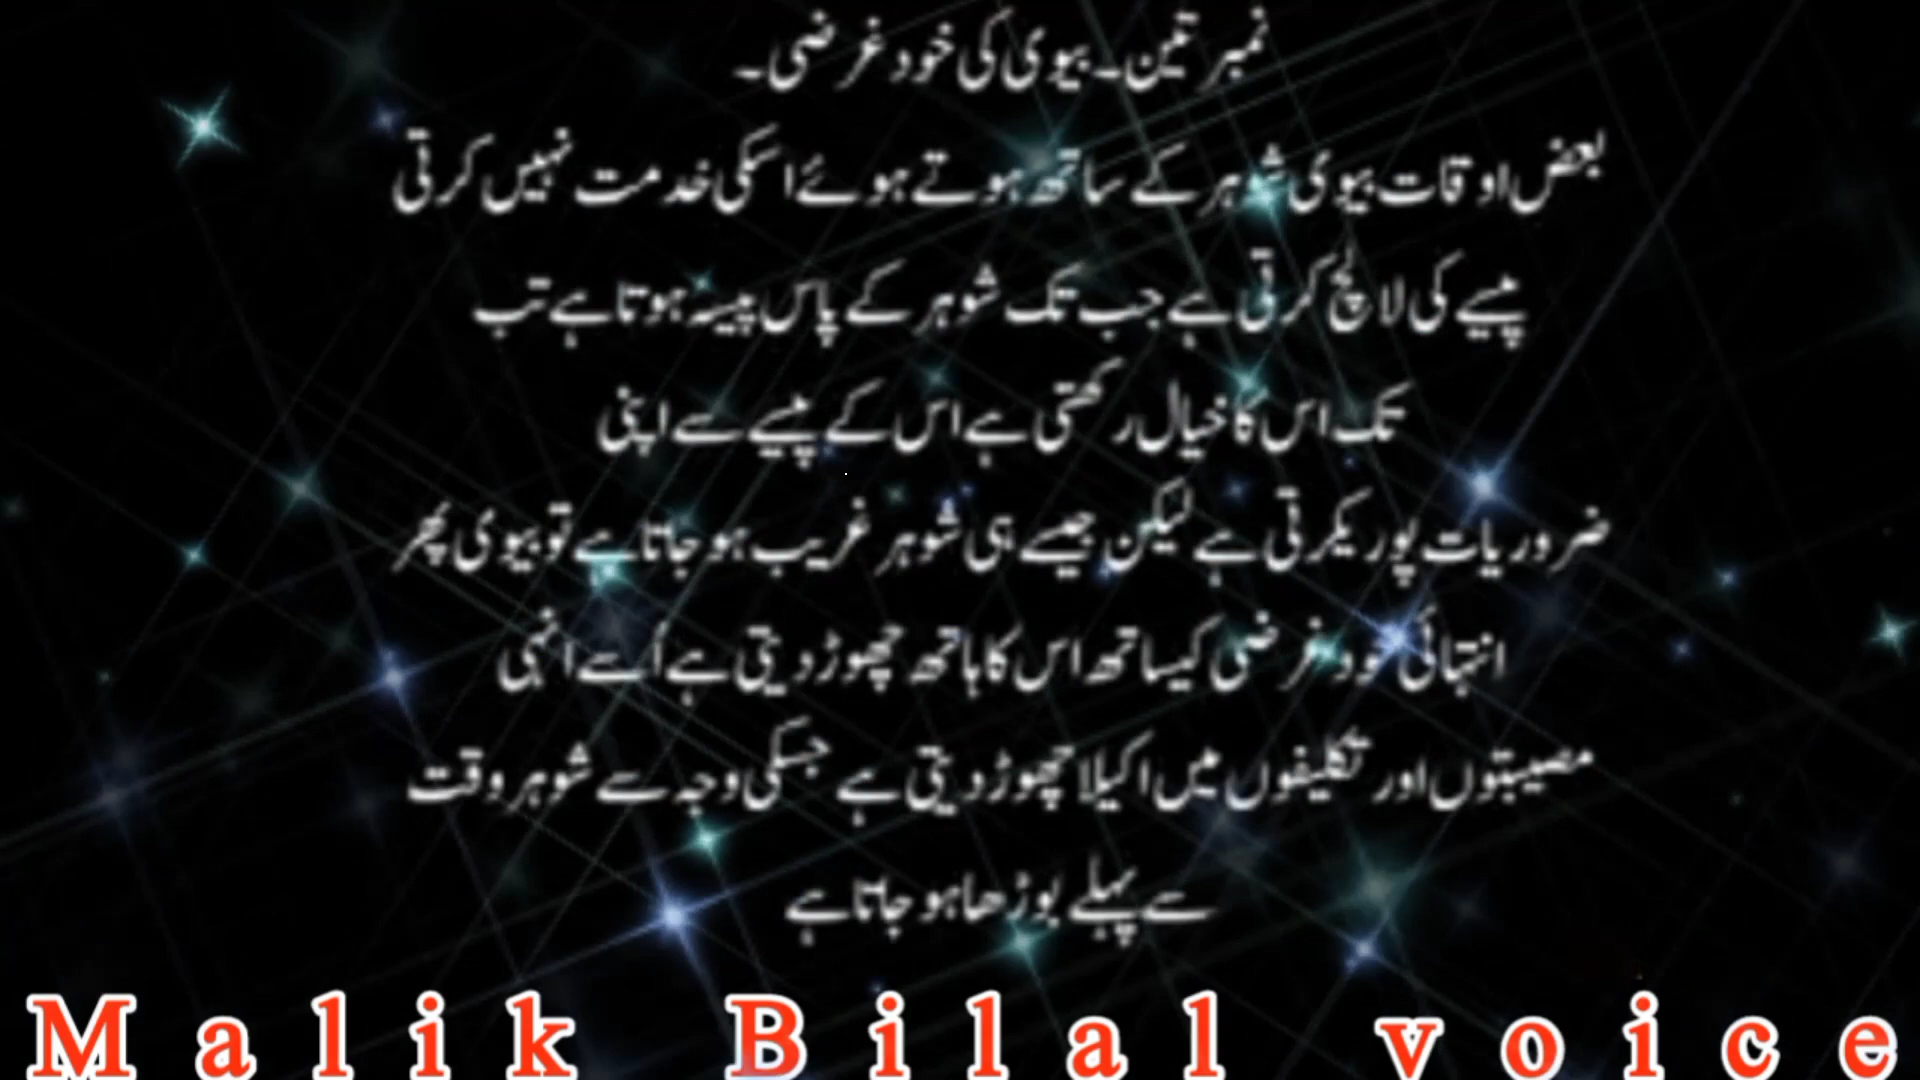 نمبر تین۔ بیوی کی خود غرضی۔
بعض اوقات بیوی شوہر کے ساتھ ہوتے ہوئے اسکی خدمت نہیں کرتی
پیسے کی لالچ کرتی ہے جب تک شوہر کے پاس پیسہ ہوتا ہے تب
تک اس کا خیال رکھتی ہے اس کے پیسے سے اپنی
ضروریات پوریکرتی ہے لیکن جیسے ہی شوہر غریب ہو جاتا ہے تو بیوی پھر
انتہائی خود غرضی کیساتھ اس کا ہاتھ چھوڑ دیتی ہے اُسے انہی
مصیبتوں اور تکلیفوں میں اکیلا چھوڑ دیتی ہے جسکی وجہ سے شوہر وقت
سے پہلے بوڑھا ہو جاتا ہے
Malik Bilal voice